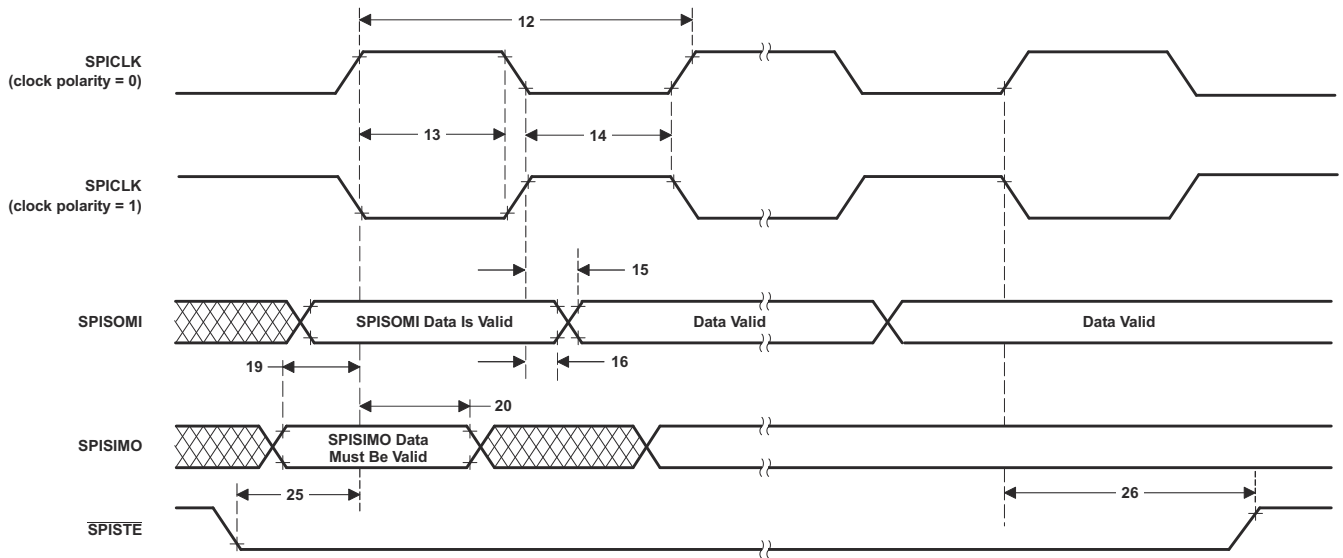 12
SPICLK
(clock polarity = 0)
13
14
SPICLK
(clock polarity = 1)
15
SPISOMI
SPISOMI Data Is Valid
Data Valid
Data Valid
16
19
20
SPISIMO
SPISIMO Data
Must Be Valid
25
26
SPISTE